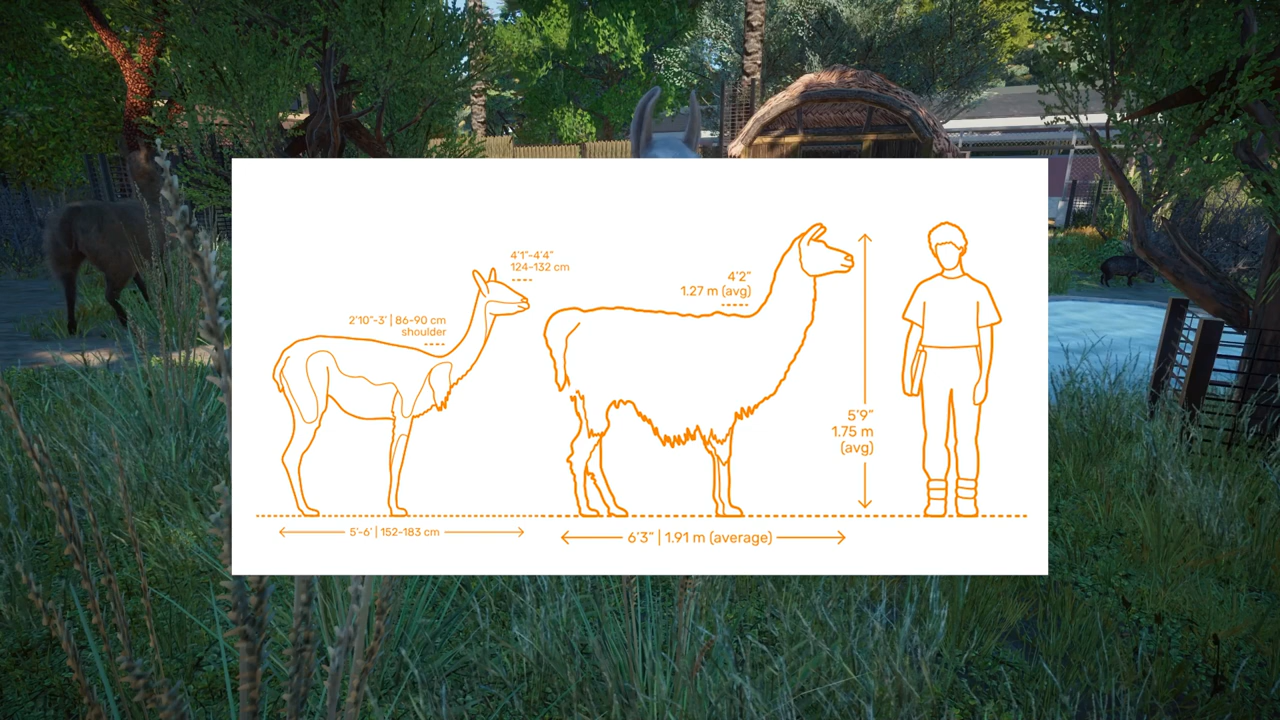 4'1"-4'4"
124-132 cm
2'10"-3' | 86-90 cm
shoulder
5'-6' | 152-183 cm
4'2"
1.27 m (avg)
5'9"
1.75 m
(avg)
6'3" | 1.91 m (average)